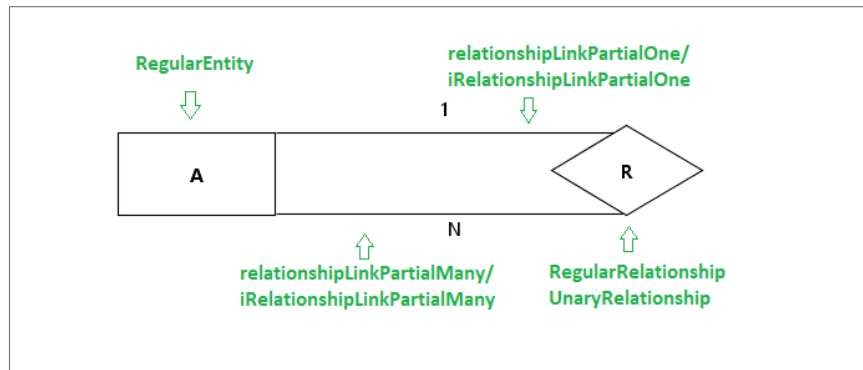 RegularEntity
relationshipLinkPartialOne/
iRelationshipLinkPartialOne
1
A
R
N
relationshipLinkPartialMany/
iRelationshipLinkPartialMany
RegularRelationship
UnaryRelationship